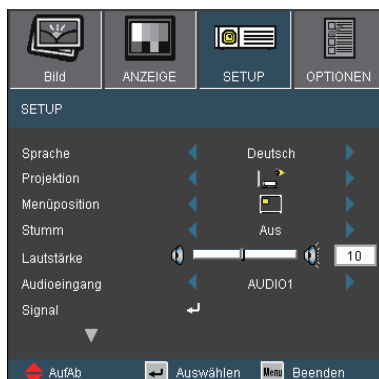 Bild ANZEIGE SETUP OPTIONEN
SETUP
Sprache Deutsch
Projektion
Menüposition
Stumm Aus
Lautstärke 10
Audioeingang AUDIO1
Signal
AufAb Auswählen Menu Beenden